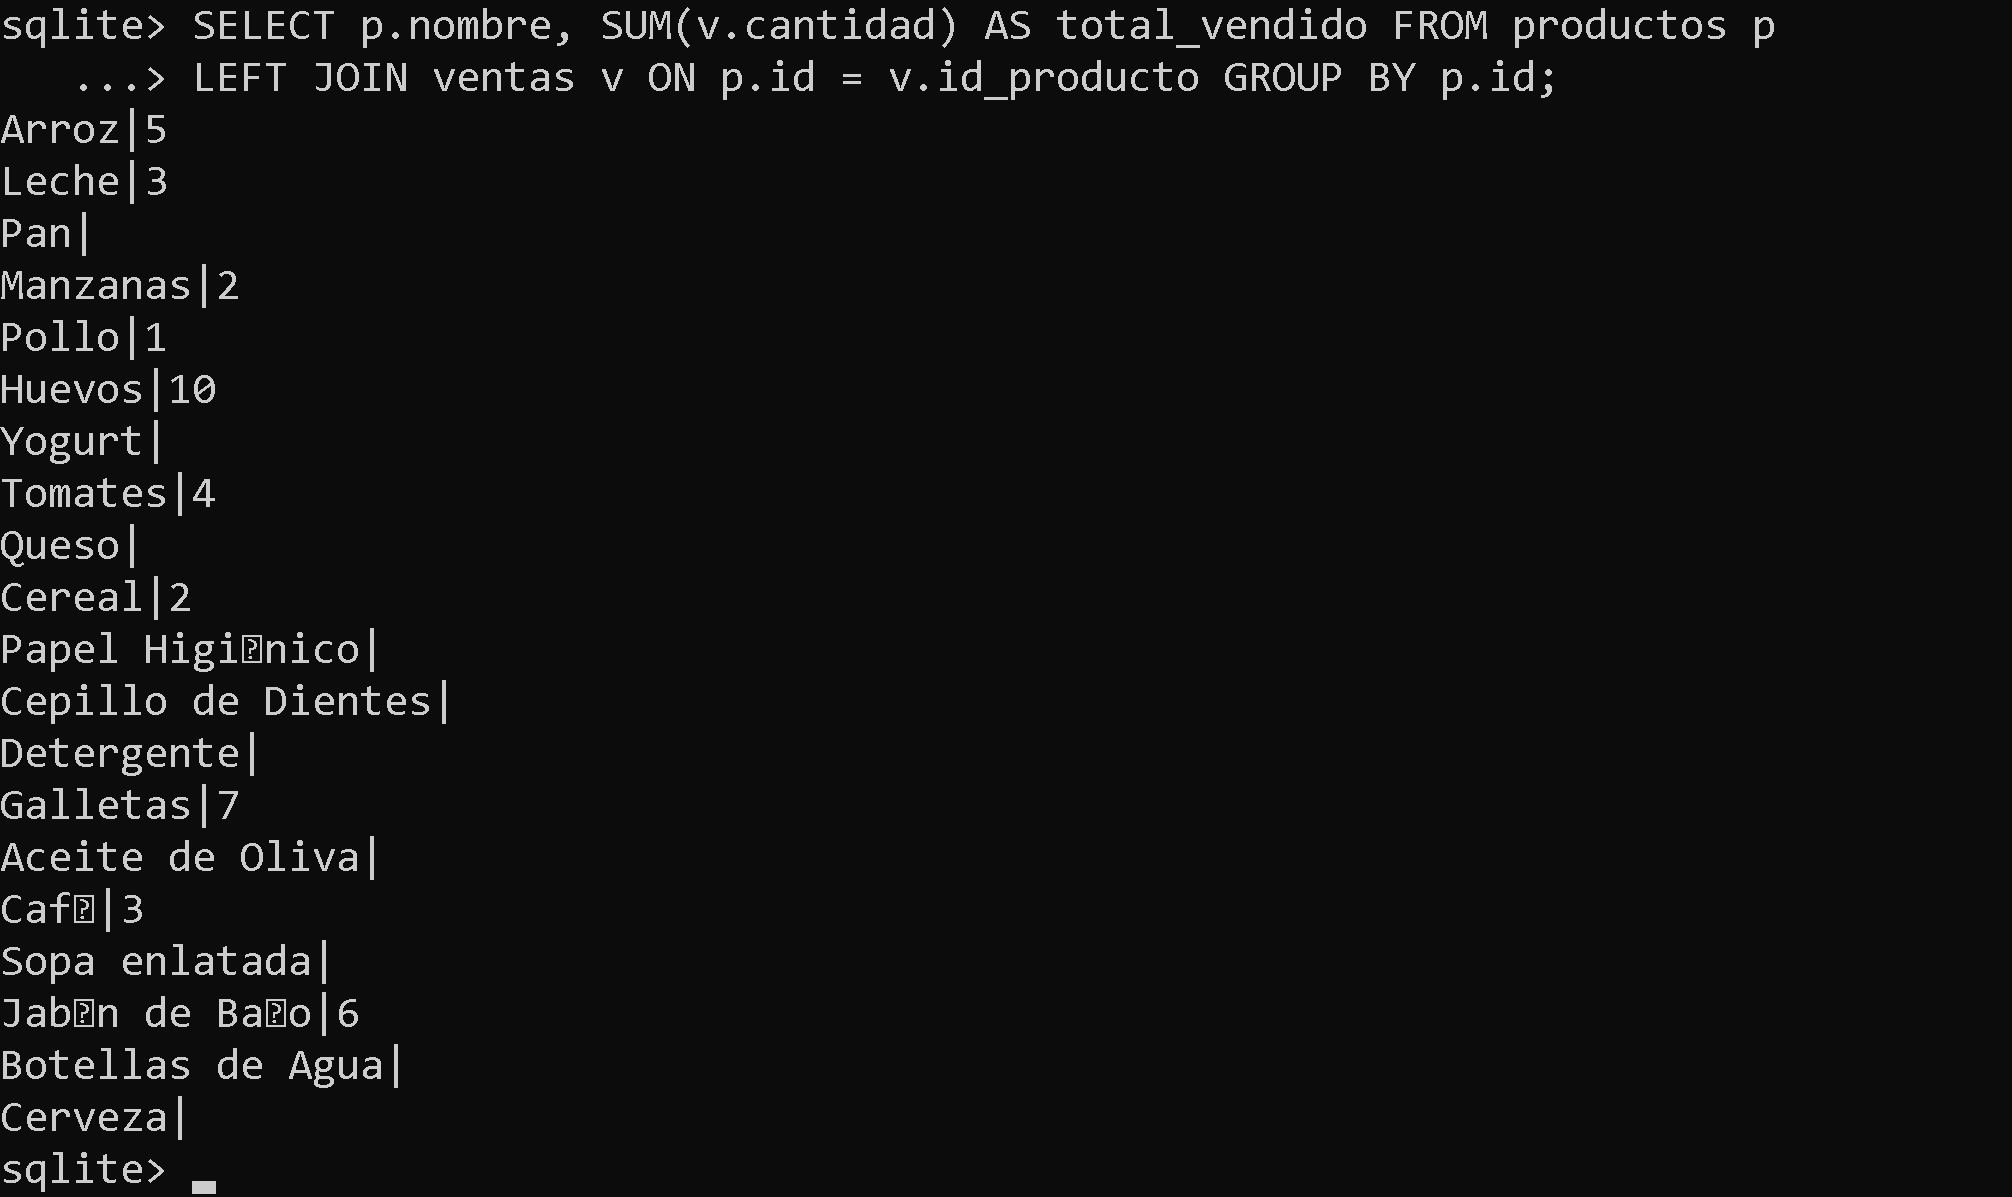 sqlite> SELECT p.nombre, SUM(v.cantidad) AS total_vendido FROM productos p
   ...> LEFT JOIN ventas v ON p.id = v.id_producto GROUP BY p.id;
Arroz|5
Leche|3
Pan|
Manzanas|2
Pollo|1
Huevos|10
Yogurt|
Tomates|4
Queso|
Cereal|2
Papel Higi�nico|
Cepillo de Dientes|
Detergente|
Galletas|7
Aceite de Oliva|
Caf�|3
Sopa enlatada|
Jab�n de Ba�o|6
Botellas de Agua|
Cerveza|
sqlite>